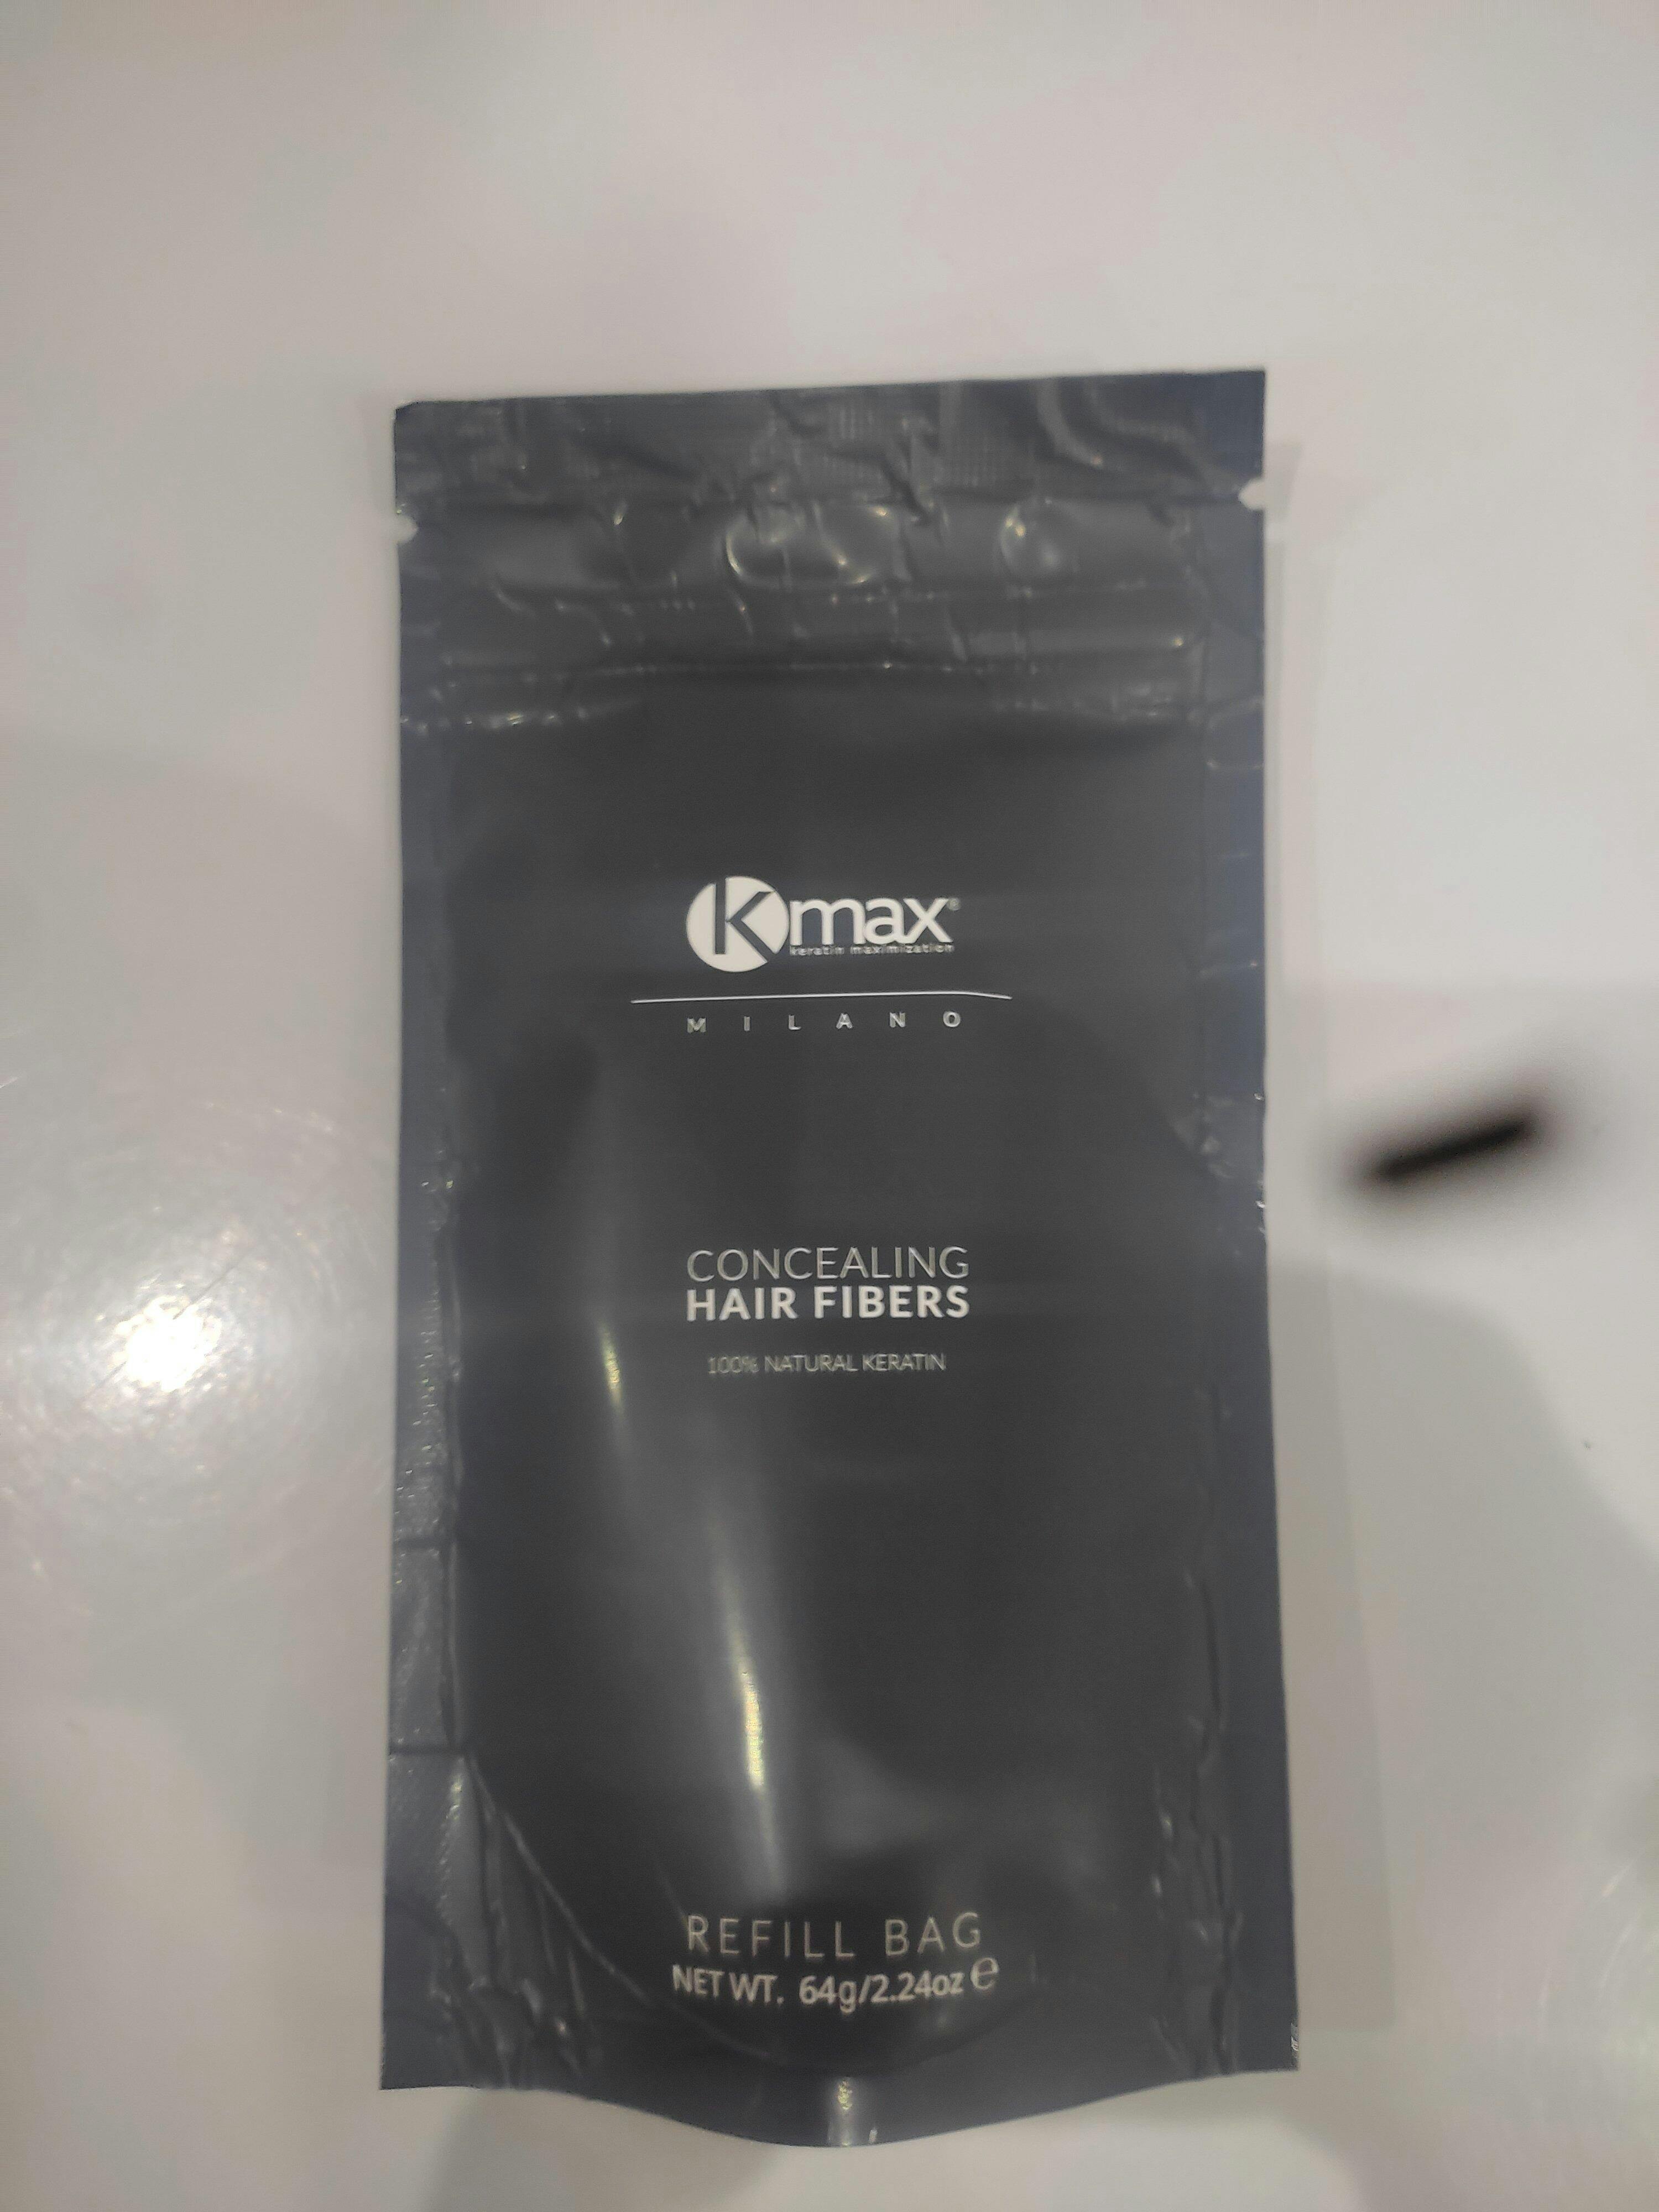 Kmax®
keratin maximization
MILANO
CONCEALING
HAIR FIBERS
100% NATURAL KERATIN
REFILL BAG
NET WT. 64g/2.24oz ℮